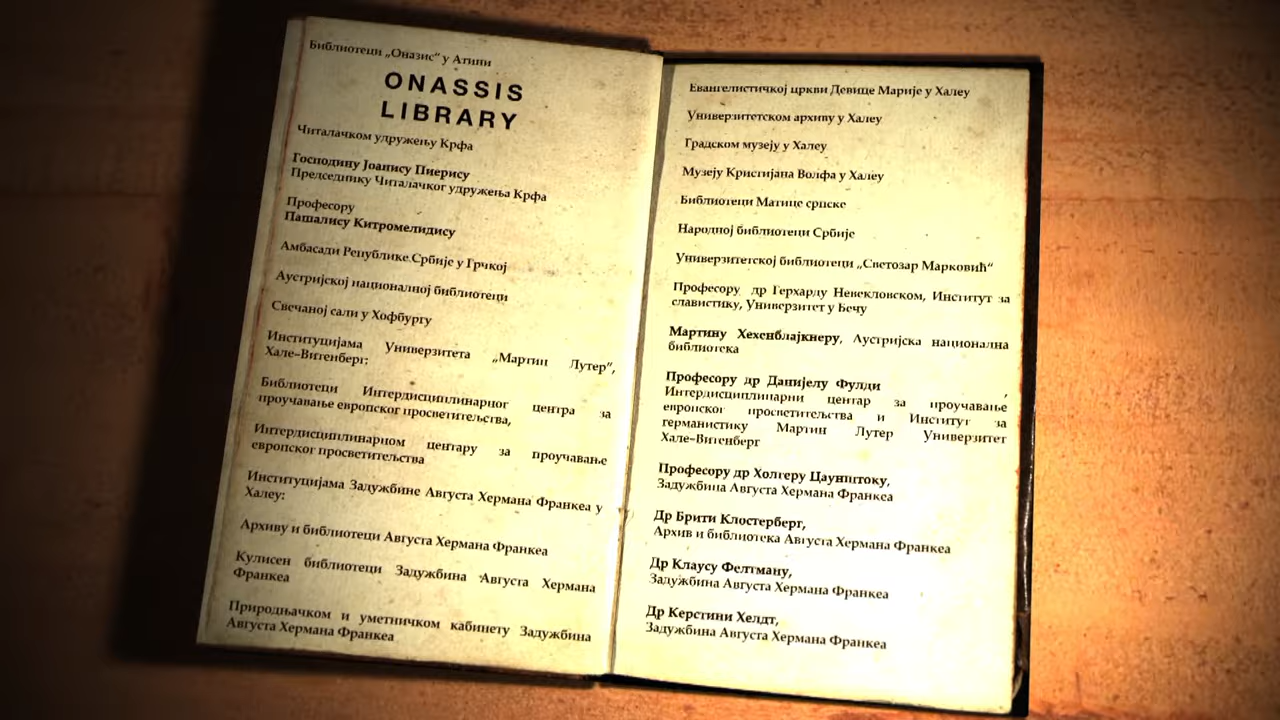 Библиотеци „Оназис“ у Атини
ONASSIS
LIBRARY
Читалачком удружењу Крфа
Господину Јоанису Пиерису
Председнику Читалачког удружења Крфа
Професору
Пашалису Китромелидису
Амбасади Републике Србије у Грчкој
Аустријској националној библиотеци
Свечаној сали у Хофбургу
Институцијама Универзитета „Мартин Лутер”,
Хале–Витенберг:
Библиотеци Интердисциплинарног центра за
проучавање европског просветитељства,
Интердисциплинарном центару за проучавање
европског просветитељства
Институцијама Задужбине Августа Хермана Франкеа у
Халеу:
Архиву и библиотеци Августа Хермана Франкеа
Кулисен библиотеци Задужбина Августа Хермана
Франкеа
Природњачком и уметничком кабинету Задужбина
Августа Хермана Франкеа
Евангелистичкој цркви Девице Марије у Халеу
Универзитетском архиву у Халеу
Градском музеју у Халеу
Музеју Кристијана Волфа у Халеу
Библиотеци Матице српске
Народној библиотеци Србије
Универзитетској библиотеци „Светозар Марковић“
Професору др Герхарду Невекловском, Институт за
славистику, Универзитет у Бечу
Мартину Хехенблајкнеру, Аустријска национална
библиотека
Професору др Данијелу Фулди ,
Интердисциплинарни центар за проучавање
европског просветитељства и Институт за
германистику Мартин Лутер Универзитет
Хале–Витенберг
Професору др Холгеру Цаунштоку,
Задужбина Августа Хермана Франкеа
Др Брити Клостерберг,
Архив и библиотека Августа Хермана Франкеа
Др Клаусу Фелтману,
Задужбина Августа Хермана Франкеа
Др Керстини Хелдт,
Задужбина Августа Хермана Франкеа